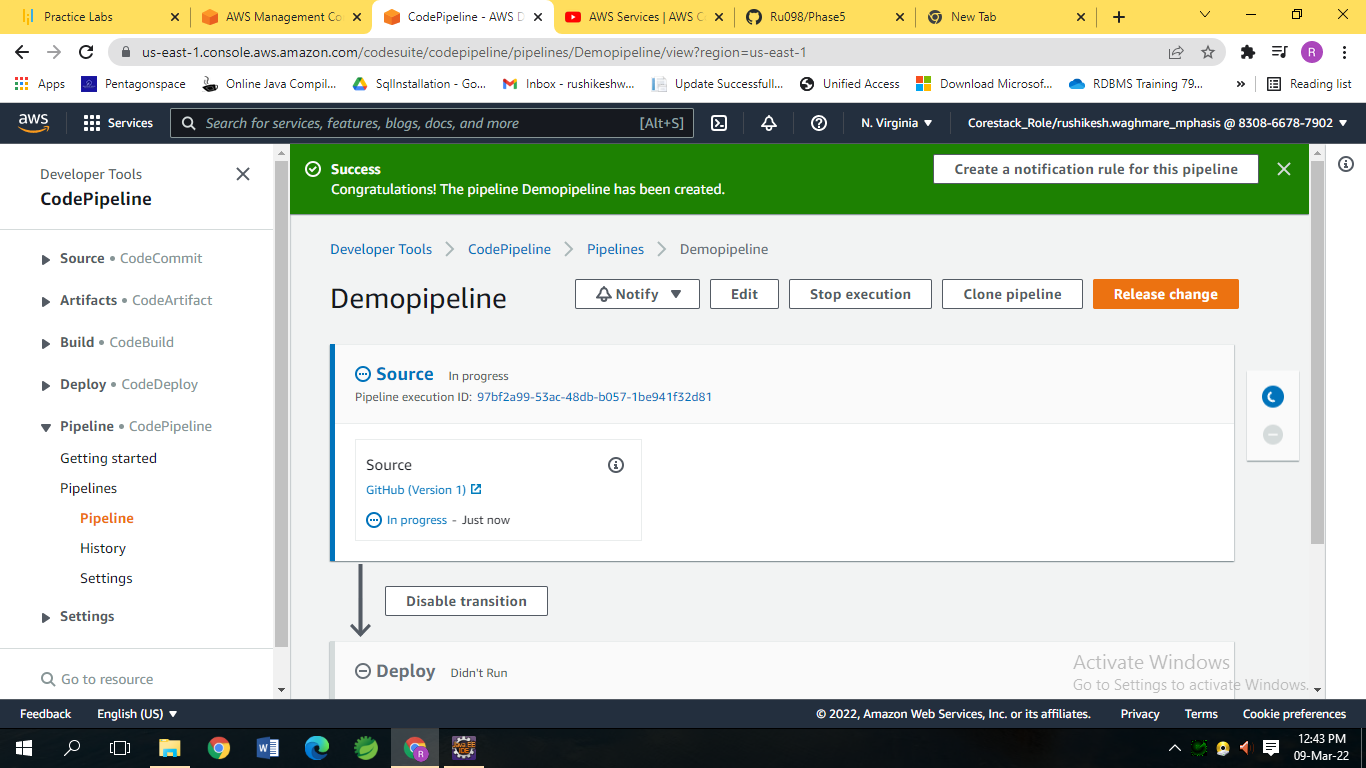 Practice Labs
AWS Management Co
CodePipeline - AWS D
AWS Services | AWS C
Ru098/Phase5
New Tab
us-east-1.console.aws.amazon.com/codesuite/codepipeline/pipelines/Demopipeline/view?region=us-east-1
R
Apps
Pentagonspace
Online Java Compil...
SqlInstallation - Go...
Inbox - rushikeshw...
Update Successfull...
Unified Access
Download Microsof...
RDBMS Training 79...
»
Reading list
aws
Services
Search for services, features, blogs, docs, and more
[Alt+S]
N. Virginia
Corestack_Role/rushikesh.waghmare_mphasis @ 8308-6678-7902
Developer Tools
CodePipeline
Source • CodeCommit
Artifacts • CodeArtifact
Build • CodeBuild
Deploy • CodeDeploy
Pipeline • CodePipeline
Getting started
Pipelines
Pipeline
History
Settings
Settings
Go to resource
Success
Congratulations! The pipeline Demopipeline has been created.
Create a notification rule for this pipeline
Developer Tools
CodePipeline
Pipelines
Demopipeline
Demopipeline
Notify
Edit
Stop execution
Clone pipeline
Release change
Source In progress
Pipeline execution ID: 97bf2a99-53ac-48db-b057-1be941f32d81
Source
GitHub (Version 1)
In progress - Just now
Disable transition
Deploy Didn't Run
Activate Windows
Go to Settings to activate Windows.
Feedback
English (US)
© 2022, Amazon Web Services, Inc. or its affiliates.
Privacy
Terms
Cookie preferences
R
Java EE
IDE
12:43 PM
09-Mar-22